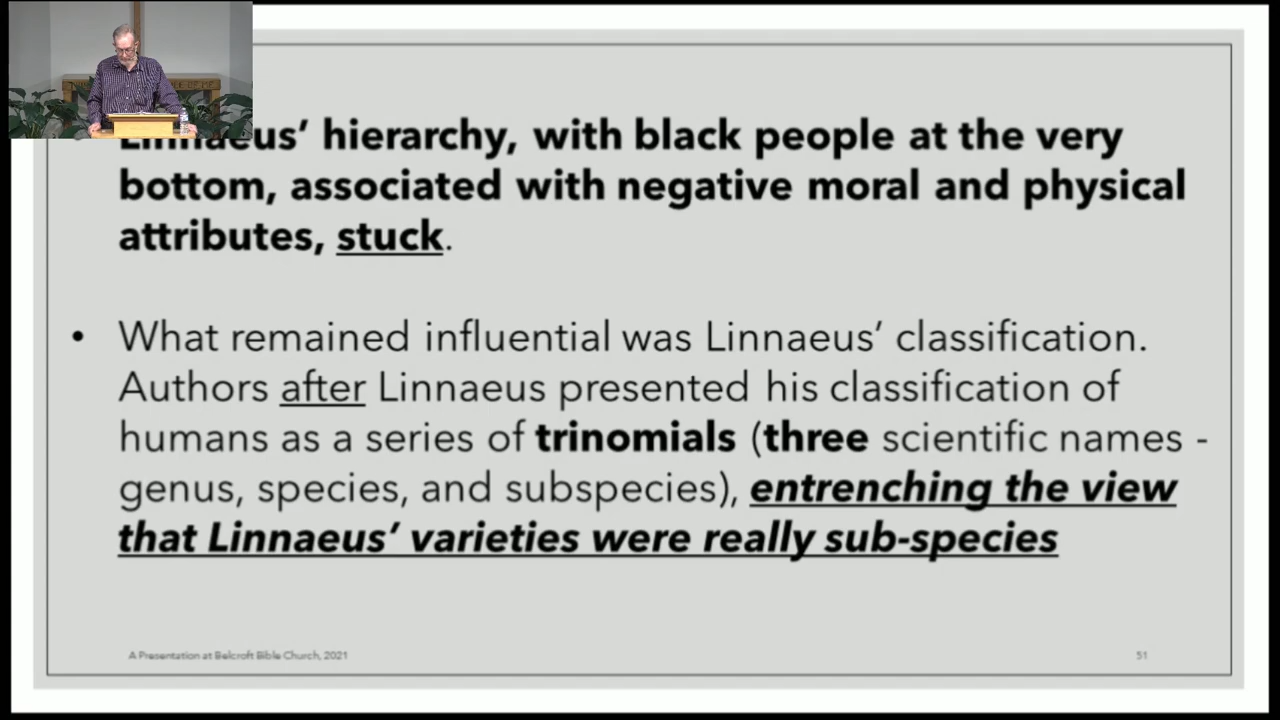 Linnaeus’ hierarchy, with black people at the very
bottom, associated with negative moral and physical
attributes, stuck.
• What remained influential was Linnaeus’ classification.
Authors after Linnaeus presented his classification of
humans as a series of trinomials (three scientific names -
genus, species, and subspecies), entrenching the view
that Linnaeus’ varieties were really sub-species
A Presentation at Belcroft Bible Church, 2021
51